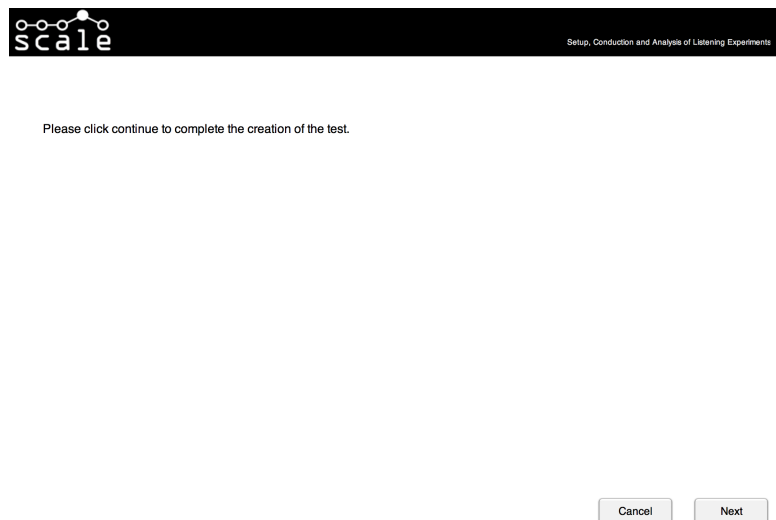 scale
Setup, Conduction and Analysis of Listening Experiments
Please click continue to complete the creation of the test.
Cancel
Next